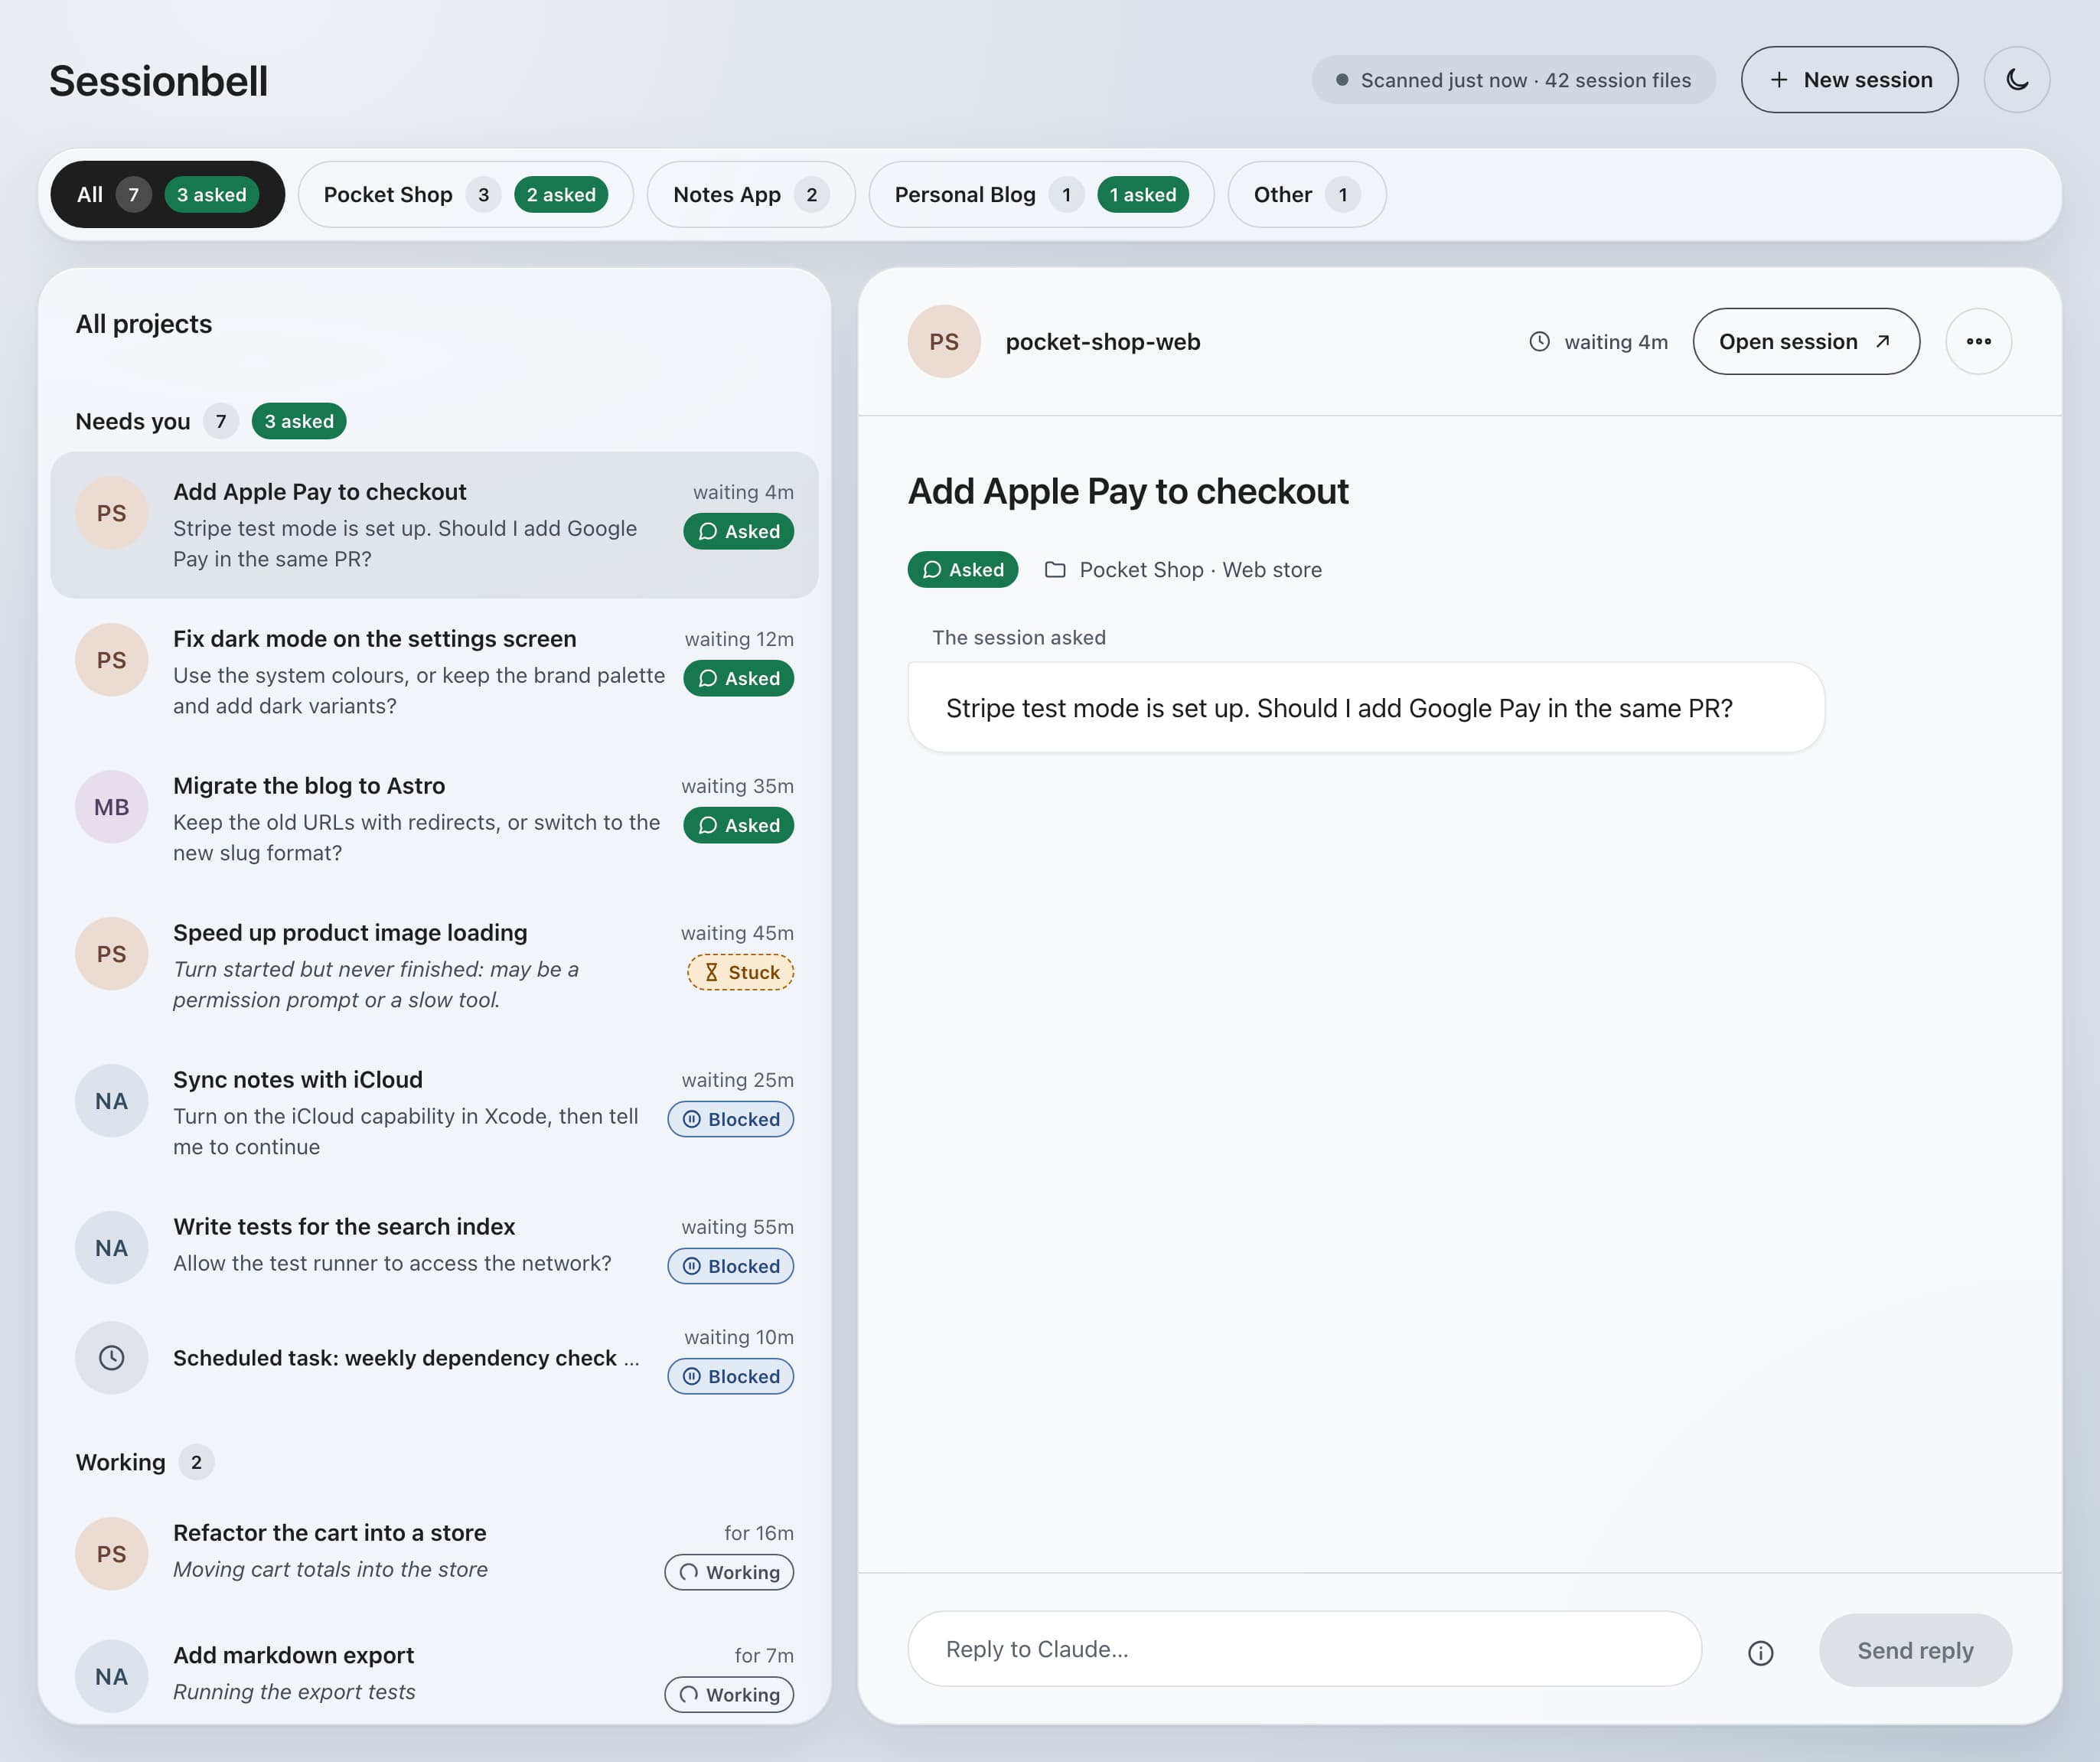 Sessionbell
Scanned just now · 42 session files
New session
All 7 3 asked
Pocket Shop 3 2 asked
Notes App 2
Personal Blog 1 1 asked
Other 1
All projects
Needs you 7 3 asked
PS
Add Apple Pay to checkout
waiting 4m
Stripe test mode is set up. Should I add Google
Pay in the same PR?
Asked
PS
Fix dark mode on the settings screen
waiting 12m
Use the system colours, or keep the brand palette
and add dark variants?
Asked
MB
Migrate the blog to Astro
waiting 35m
Keep the old URLs with redirects, or switch to the
new slug format?
Asked
PS
Speed up product image loading
waiting 45m
Turn started but never finished: may be a
permission prompt or a slow tool.
Stuck
NA
Sync notes with iCloud
waiting 25m
Turn on the iCloud capability in Xcode, then tell
me to continue
Blocked
NA
Write tests for the search index
waiting 55m
Allow the test runner to access the network?
Blocked
Scheduled task: weekly dependency check ...
waiting 10m
Blocked
Working 2
PS
Refactor the cart into a store
for 16m
Moving cart totals into the store
Working
NA
Add markdown export
for 7m
Running the export tests
Working
PS
pocket-shop-web
waiting 4m
Open session
Add Apple Pay to checkout
Asked
Pocket Shop · Web store
The session asked
Stripe test mode is set up. Should I add Google Pay in the same PR?
Reply to Claude...
Send reply